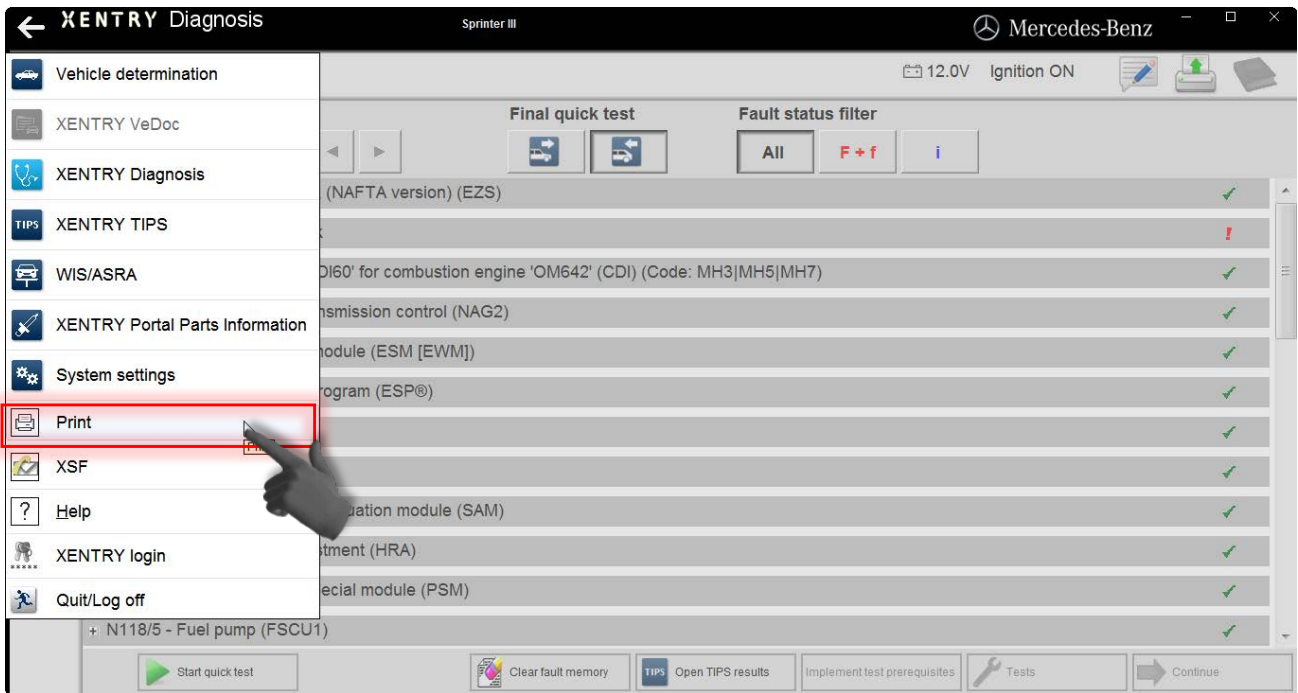 XENTRY Diagnosis
Sprinter III
Mercedes-Benz
Vehicle determination
12.0V Ignition ON
XENTRY VeDoc
Final quick test
Fault status filter
All
F + f
i
XENTRY Diagnosis
(NAFTA version) (EZS)
XENTRY TIPS
TIPS
!
WIS/ASRA
DI60' for combustion engine 'OM642' (CDI) (Code: MH3|MH5|MH7)
XENTRY Portal Parts Information
nsmission control (NAG2)
odule (ESM [EWM])
System settings
rogram (ESP®)
Print
XSF
? Help
uation module (SAM)
XENTRY login
stment (HRA)
Quit/Log off
ecial module (PSM)
+ N118/5 - Fuel pump (FSCU1)
Start quick test
Clear fault memory
TIPS Open TIPS results
Implement test prerequisites
Tests
Continue